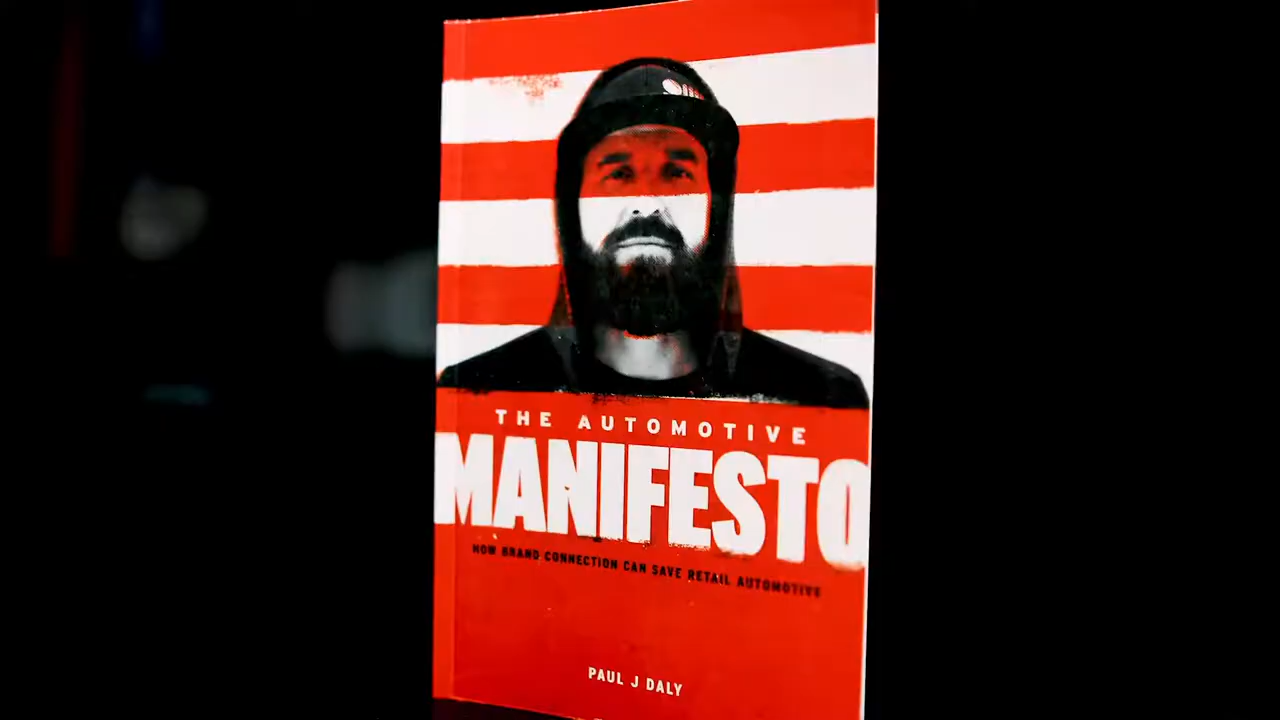 THE AUTOMOTIVE
MANIFESTO
HOW BRAND CONNECTION CAN SAVE RETAIL AUTOMOTIVE
PAUL J DALY